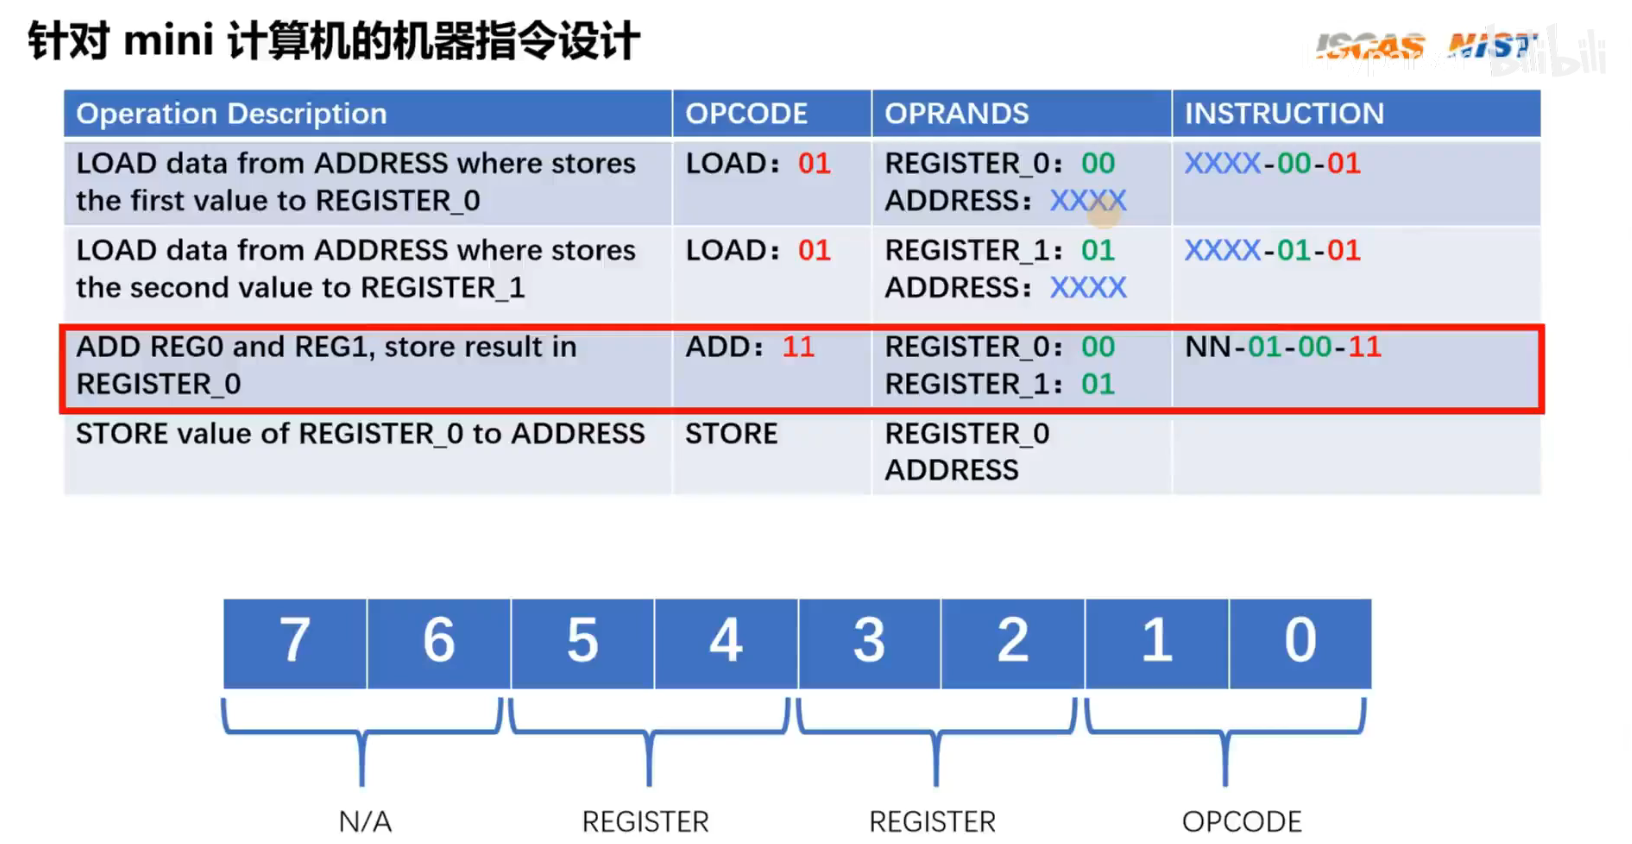 针对 mini 计算机的机器指令设计
ISCAS MIST
bilibili
Operation Description OPCODE OPRANDS INSTRUCTION
LOAD data from ADDRESS where stores the first value to REGISTER_0 LOAD：01 REGISTER_0：00 ADDRESS：XXXX XXXX-00-01
LOAD data from ADDRESS where stores the second value to REGISTER_1 LOAD：01 REGISTER_1：01 ADDRESS：XXXX XXXX-01-01
ADD REG0 and REG1, store result in REGISTER_0 ADD：11 REGISTER_0：00 REGISTER_1：01 NN-01-00-11
STORE value of REGISTER_0 to ADDRESS STORE REGISTER_0 ADDRESS
7 6 5 4 3 2 1 0
N/A REGISTER REGISTER OPCODE